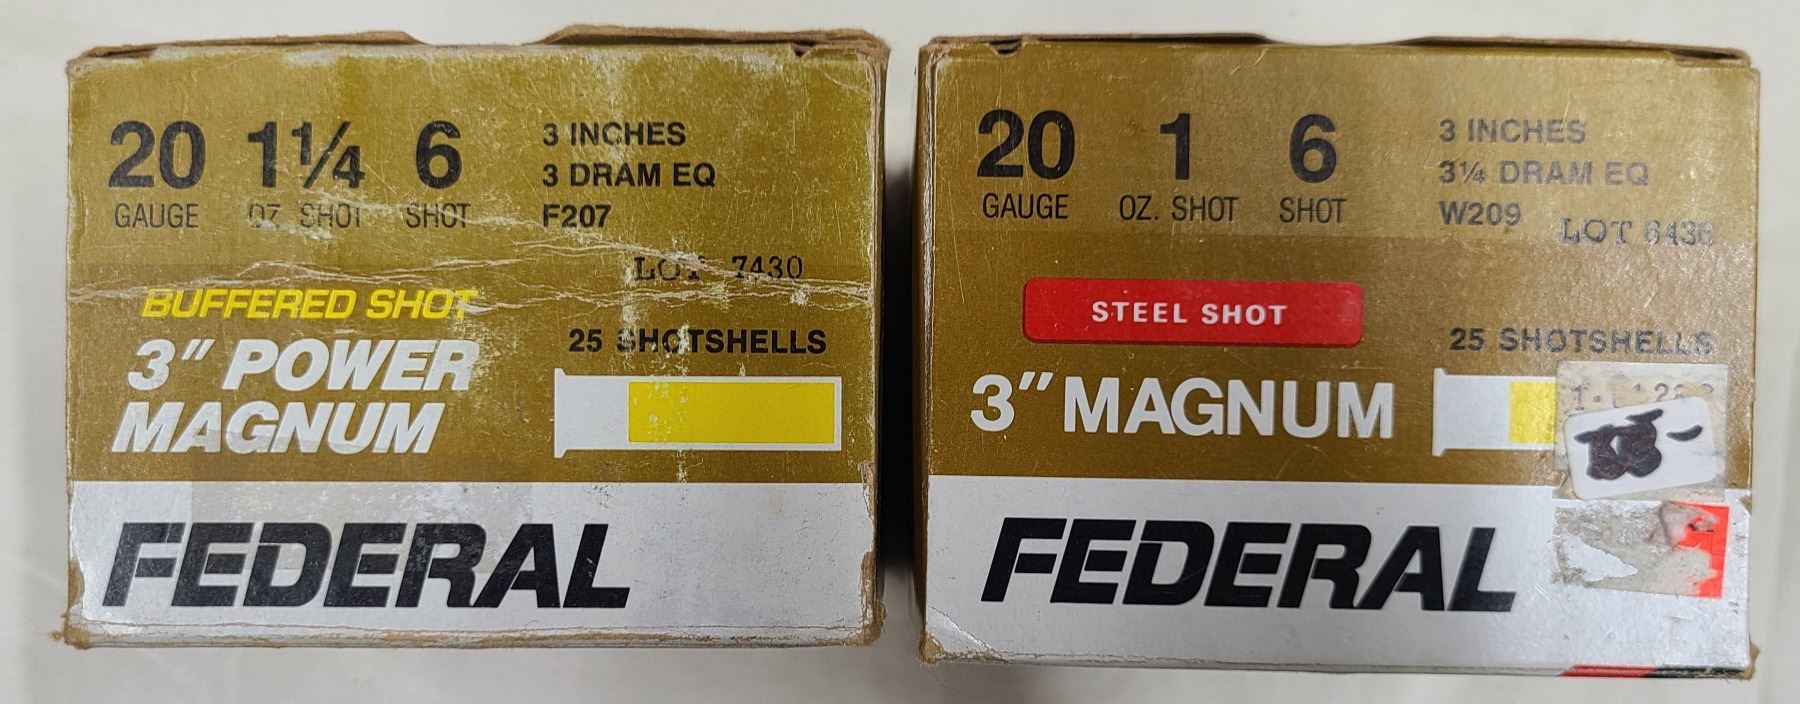 20 1¼ 6
GAUGE OZ. SHOT SHOT
3 INCHES
3 DRAM EQ
F207
LOT 7430
BUFFERED SHOT
25 SHOTSHELLS
3" POWER
MAGNUM
FEDERAL
20 1 6
GAUGE OZ. SHOT SHOT
3 INCHES
3¼ DRAM EQ
W209
LOT 6436
STEEL SHOT
25 SHOTSHELLS
3" MAGNUM
FEDERAL